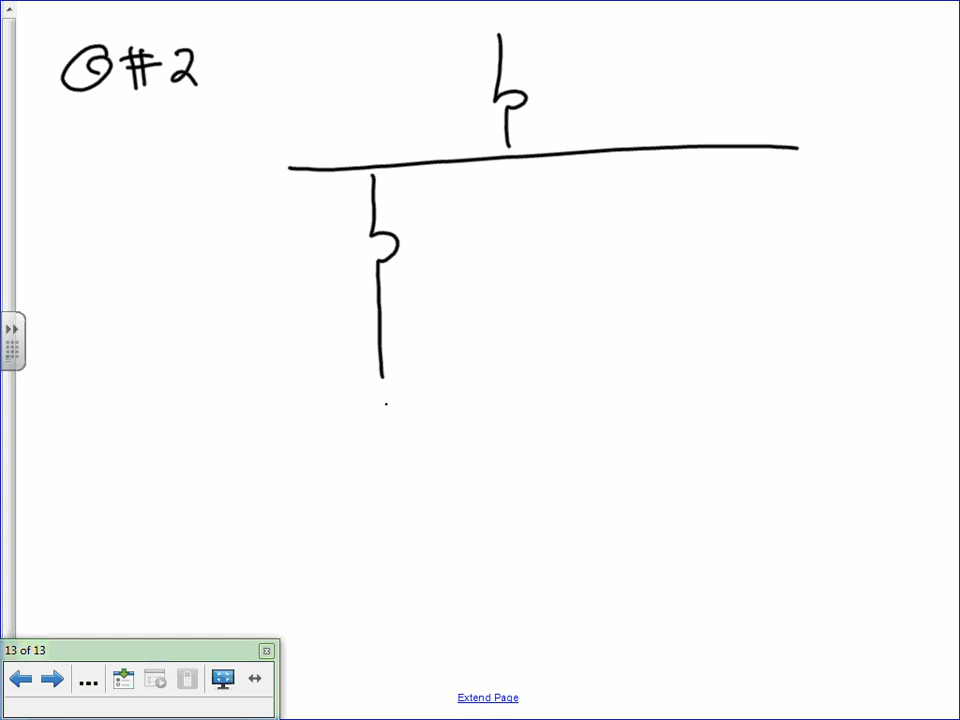 #2
13 of 13
...
Extend Page